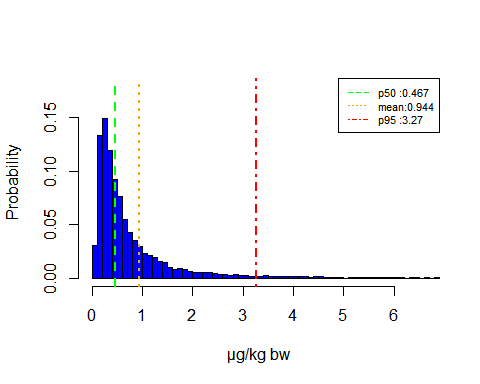 p50 :0.467
mean:0.944
p95 :3.27
Probability
0.00 0.05 0.10 0.15
0 1 2 3 4 5 6
µg/kg bw